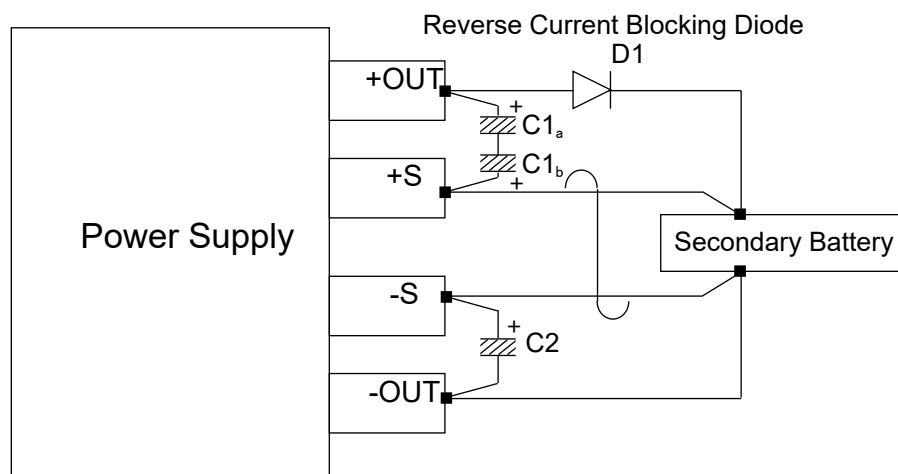 Reverse Current Blocking Diode
D1
+OUT
+
C1a
C1b
+
+S
Power Supply
Secondary Battery
-S
+
C2
-OUT